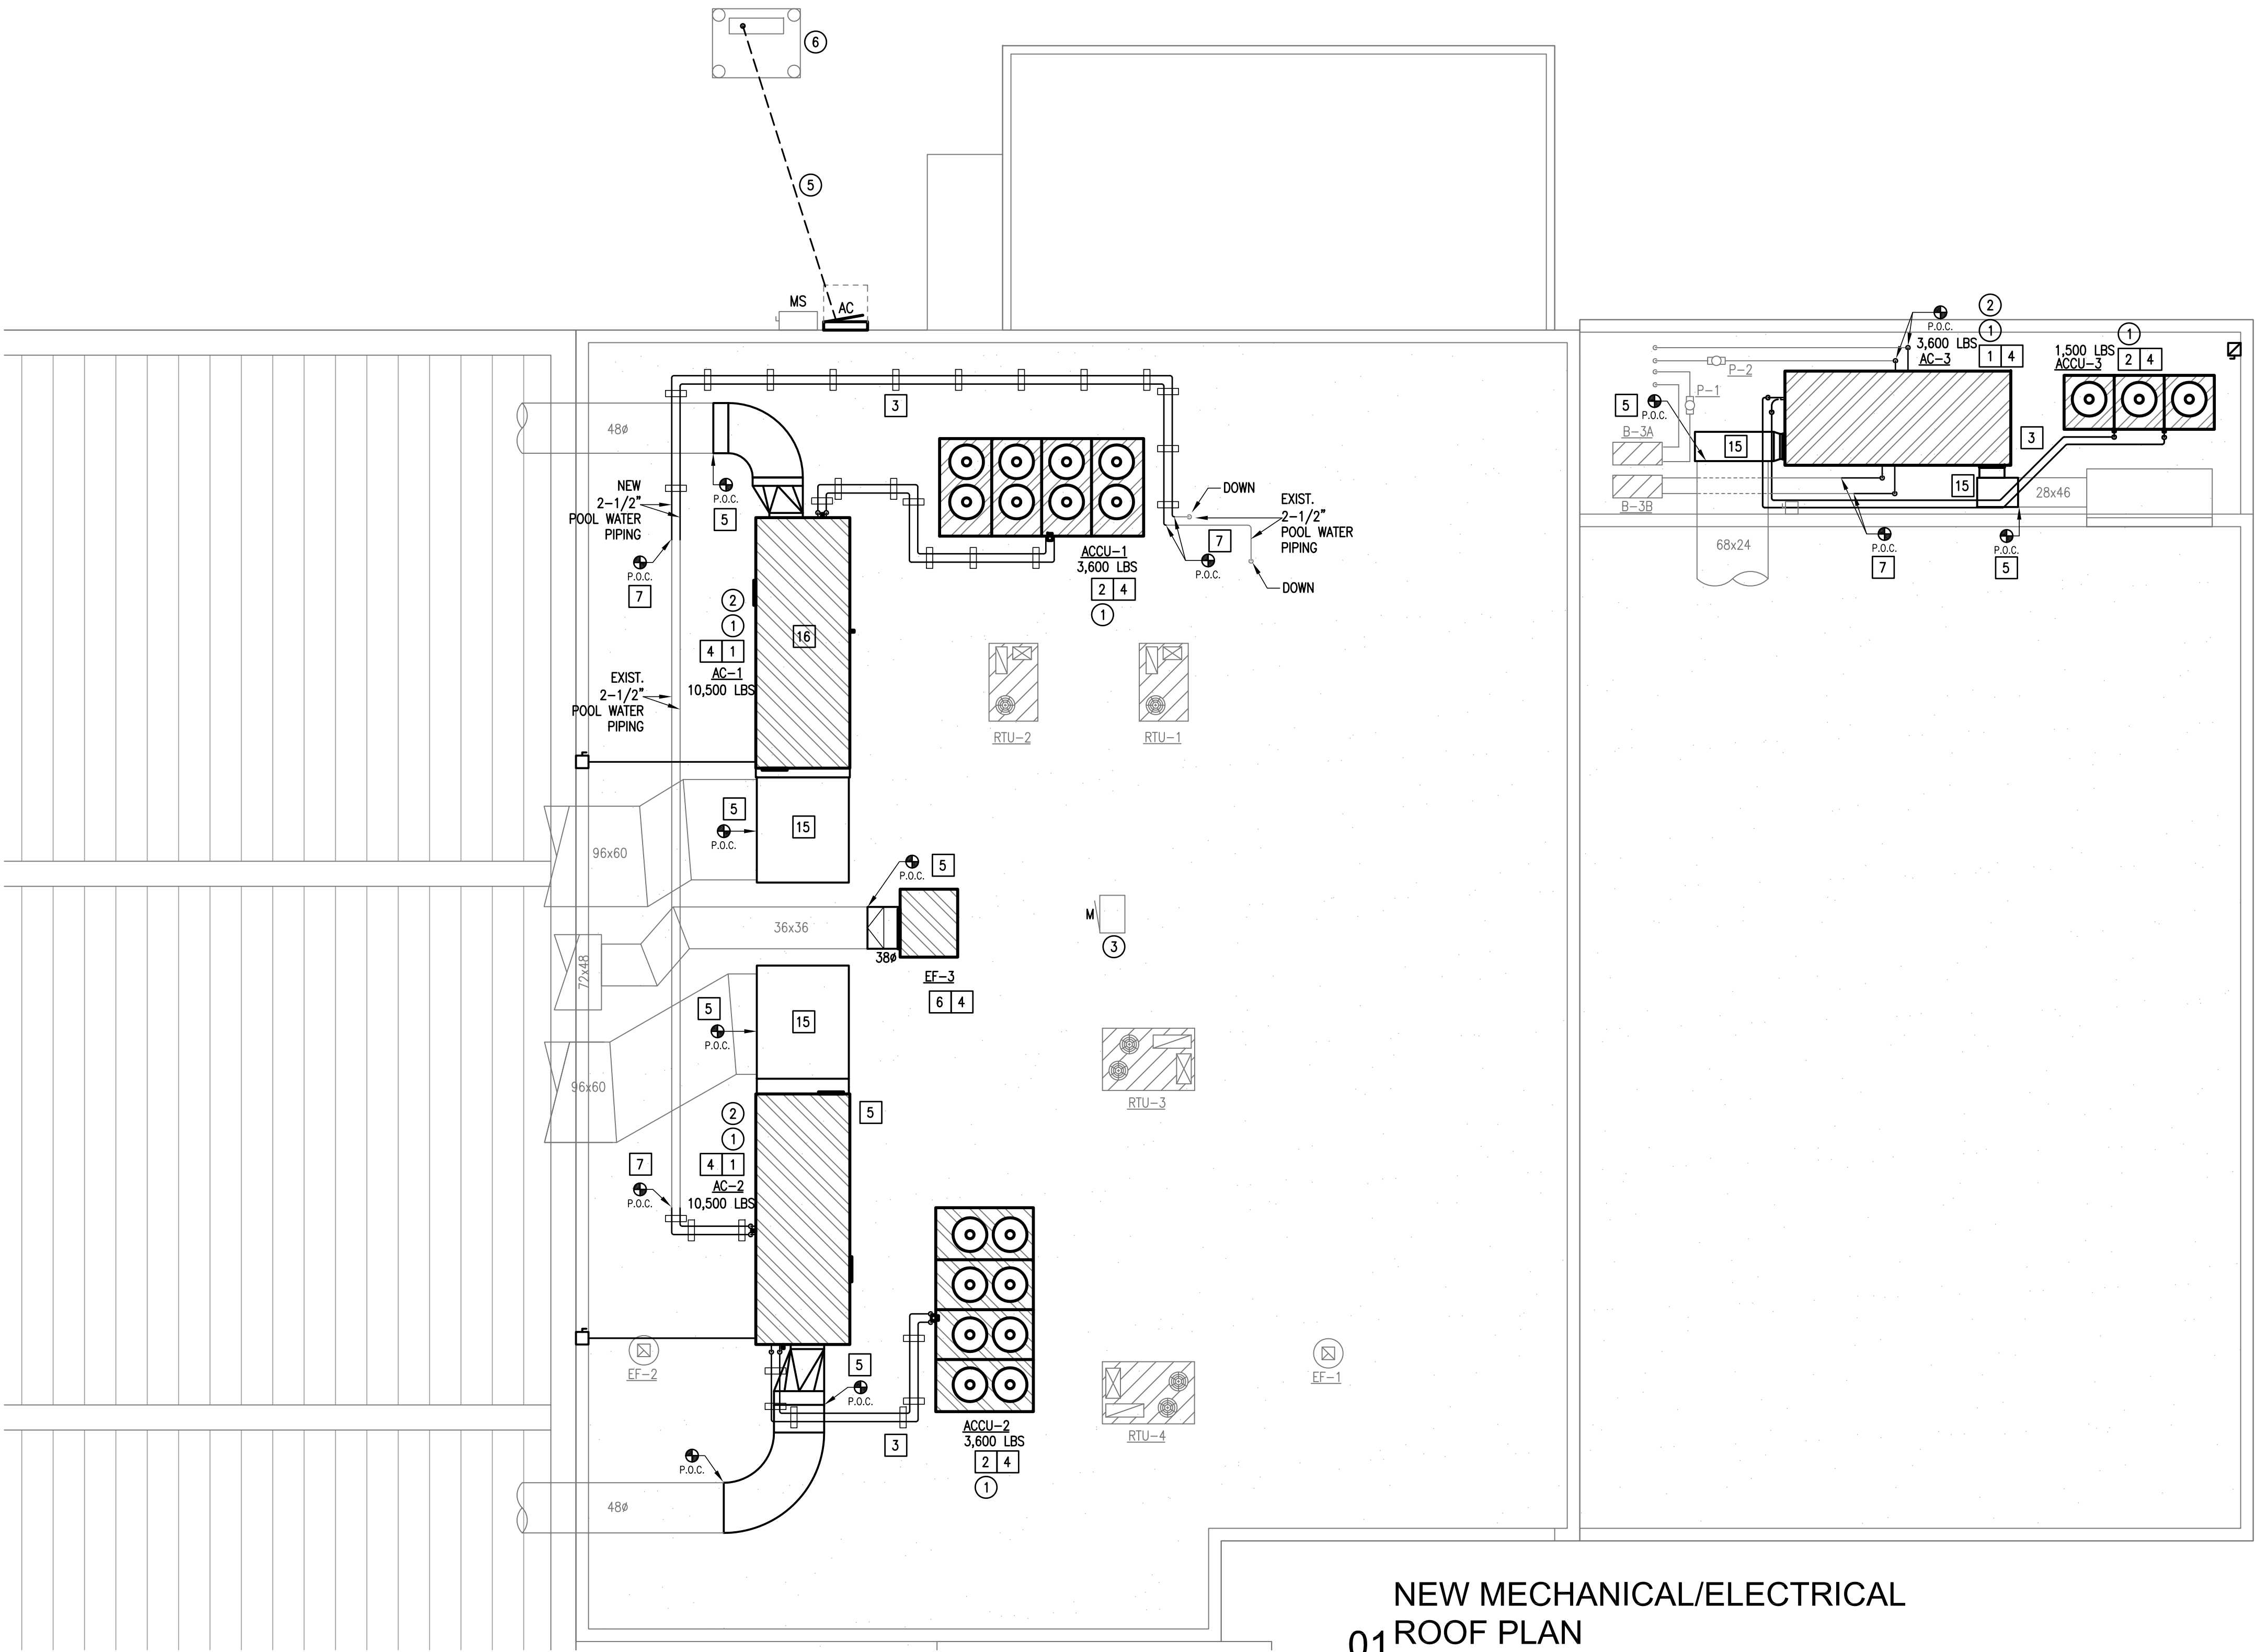 6
5
MS
AC
3
48ø
P.O.C.
5
NEW
2-1/2"
POOL WATER
PIPING
P.O.C.
7
DOWN
EXIST.
2-1/2"
POOL WATER
PIPING
7
P.O.C.
DOWN
ACCU-1
3,600 LBS
2 4
1
2
1
4 1
AC-1
10,500 LBS
16
EXIST.
2-1/2"
POOL WATER
PIPING
RTU-2
RTU-1
5
P.O.C.
15
96x60
P.O.C.
5
36x36
38ø
EF-3
6 4
M
3
72x48
5
P.O.C.
15
96x60
RTU-3
2
1
4 1
AC-2
10,500 LBS
5
7
P.O.C.
EF-2
5
P.O.C.
EF-1
3
ACCU-2
3,600 LBS
2 4
1
RTU-4
P.O.C.
48ø
P.O.C.
2
1
3,600 LBS
AC-3
1 4
1
1,500 LBS
ACCU-3
2 4
P-2
P-1
5
P.O.C.
B-3A
15
3
B-3B
15
28x46
68x24
P.O.C.
7
P.O.C.
5
NEW MECHANICAL/ELECTRICAL
01 ROOF PLAN